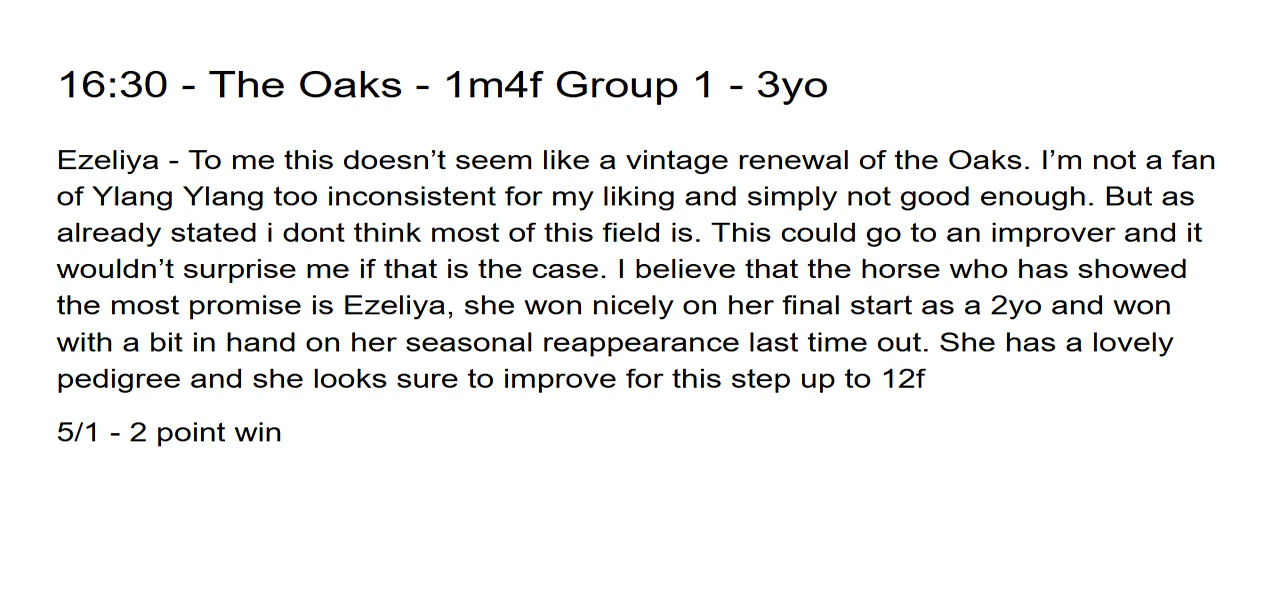 16:30 - The Oaks - 1m4f Group 1 - 3yo
Ezeliya - To me this doesn’t seem like a vintage renewal of the Oaks. I’m not a fan
of Ylang Ylang too inconsistent for my liking and simply not good enough. But as
already stated i dont think most of this field is. This could go to an improver and it
wouldn’t surprise me if that is the case. I believe that the horse who has showed
the most promise is Ezeliya, she won nicely on her final start as a 2yo and won
with a bit in hand on her seasonal reappearance last time out. She has a lovely
pedigree and she looks sure to improve for this step up to 12f
5/1 - 2 point win